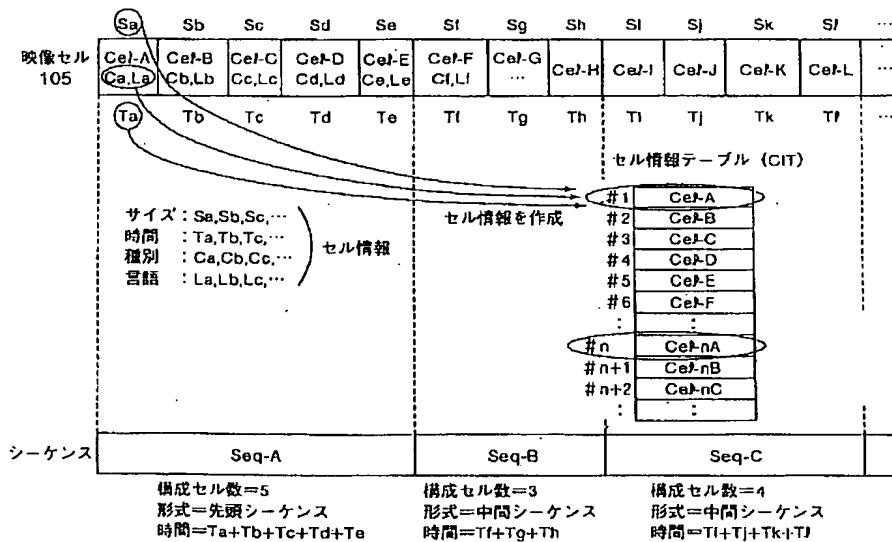 Sa Sb Sc Sd Se Sf Sg Sh Si Sj Sk Sℓ ⋯
映像セル
105
Ceℓ-A Ceℓ-B Ceℓ-C Ceℓ-D Ceℓ-E Ceℓ-F Ceℓ-G Ceℓ-H Ceℓ-I Ceℓ-J Ceℓ-K Ceℓ-L ⋯
Ca,La Cb,Lb Cc,Lc Cd,Ld Ce,Le Cf,Lf ⋯
Ta Tb Tc Td Te Tf Tg Th Ti Tj Tk Tℓ ⋯
セル情報テーブル (CIT)
サイズ：Sa,Sb,Sc,⋯
時間：Ta,Tb,Tc,⋯
種別：Ca,Cb,Cc,⋯
言語：La,Lb,Lc,⋯
セル情報
セル情報を作成
#1 Ceℓ-A
#2 Ceℓ-B
#3 Ceℓ-C
#4 Ceℓ-D
#5 Ceℓ-E
#6 Ceℓ-F
： ：
#n Ceℓ-nA
#n+1 Ceℓ-nB
#n+2 Ceℓ-nC
： ：
シーケンス Seq-A Seq-B Seq-C
構成セル数=5
形式=先頭シーケンス
時間=Ta+Tb+Tc+Td+Te
構成セル数=3
形式=中間シーケンス
時間=Tf+Tg+Th
構成セル数=4
形式=中間シーケンス
時間=Ti+Tj+Tk+Tℓ